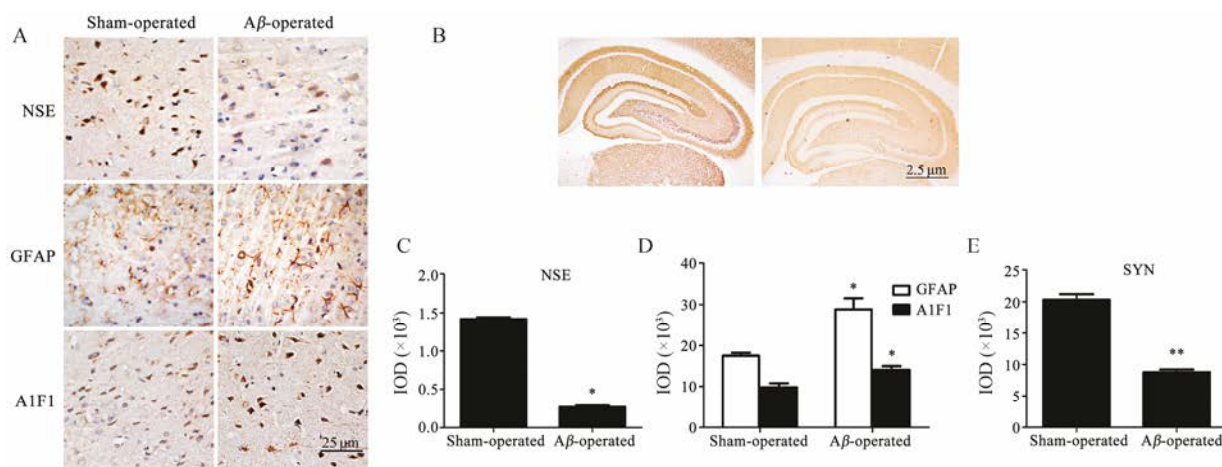 A
Sham-operated
Aβ-operated
NSE
GFAP
A1F1
25 μm
B
2.5 μm
C
NSE
IOD (×10³)
2.0
1.5
1.0
0.5
0.0
*
Sham-operated Aβ-operated
D
IOD (×10³)
40
30
20
10
0
*
*
GFAP
A1F1
Sham-operated Aβ-operated
E
SYN
IOD (×10³)
25
20
15
10
5
0
**
Sham-operated Aβ-operated